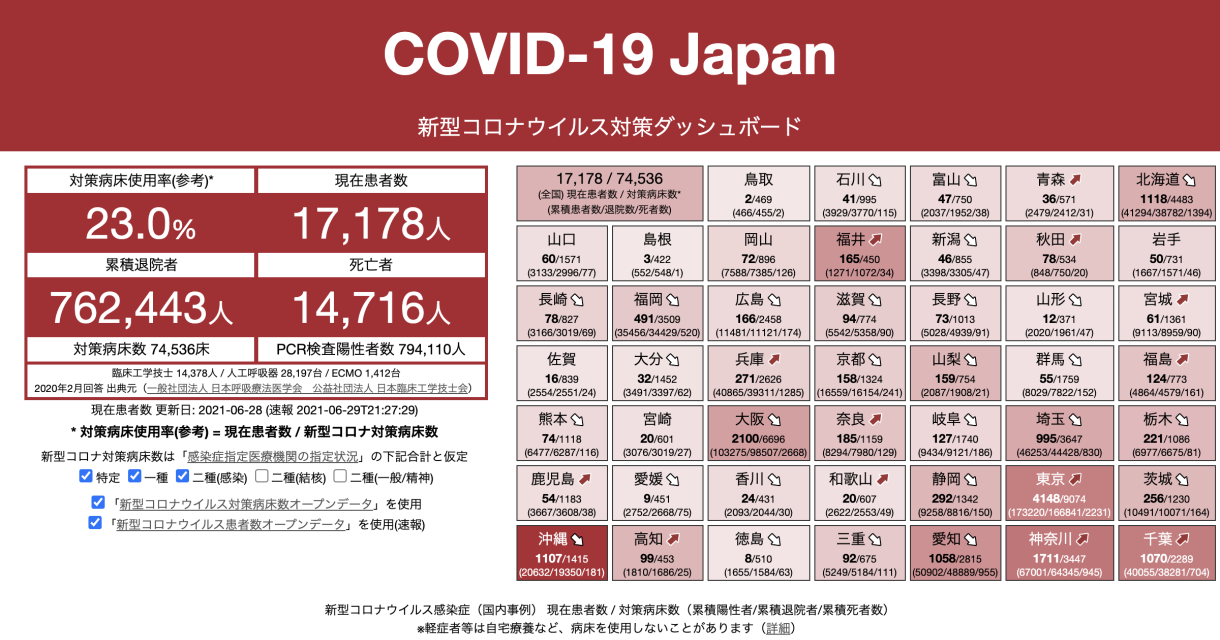 COVID-19 Japan
新型コロナウイルス対策ダッシュボード
対策病床使用率(参考)*
現在患者数
23.0%
17,178人
累積退院者
死亡者
762,443人
14,716人
対策病床数 74,536床
PCR検査陽性者数 794,110人
臨床工学技士 14,378人 / 人工呼吸器 28,197台 / ECMO 1,412台
2020年2月回答 出典元（一般社団法人 日本呼吸療法医学会　公益社団法人 日本臨床工学技士会）
現在患者数 更新日: 2021-06-28 (速報 2021-06-29T21:27:29)
* 対策病床使用率(参考) = 現在患者数 / 新型コロナ対策病床数
新型コロナ対策病床数は「感染症指定医療機関の指定状況」の下記合計と仮定
特定 一種 二種(感染) 二種(結核) 二種(一般/精神)
「新型コロナウイルス対策病床数オープンデータ」を使用
「新型コロナウイルス患者数オープンデータ」を使用(速報)
17,178 / 74,536
(全国) 現在患者数 / 対策病床数*
(累積患者数/退院数/死者数)
鳥取
2/469
(466/455/2)
石川
41/995
(3929/3770/115)
富山
47/750
(2037/1952/38)
青森
36/571
(2479/2412/31)
北海道
1118/4483
(41294/38782/1394)
山口
60/1571
(3133/2996/77)
島根
3/422
(552/548/1)
岡山
72/896
(7588/7385/126)
福井
165/450
(1271/1072/34)
新潟
46/855
(3398/3305/47)
秋田
78/534
(848/750/20)
岩手
50/731
(1667/1571/46)
長崎
78/827
(3166/3019/69)
福岡
491/3509
(35456/34429/520)
広島
166/2458
(11481/11121/174)
滋賀
94/774
(5542/5358/90)
長野
73/1013
(5028/4939/91)
山形
12/371
(2020/1961/47)
宮城
61/1361
(9113/8959/90)
佐賀
16/839
(2554/2551/24)
大分
32/1452
(3491/3397/62)
兵庫
271/2626
(40865/39311/1285)
京都
158/1324
(16559/16154/241)
山梨
159/754
(2087/1908/21)
群馬
55/1759
(8029/7822/152)
福島
124/773
(4864/4579/161)
熊本
74/1118
(6477/6287/116)
宮崎
20/601
(3076/3019/27)
大阪
2100/6696
(103275/98507/2668)
奈良
185/1159
(8294/7980/129)
岐阜
127/1740
(9434/9121/186)
埼玉
995/3647
(46253/44428/830)
栃木
221/1086
(6977/6675/81)
鹿児島
54/1183
(3667/3608/38)
愛媛
9/451
(2752/2668/75)
香川
24/431
(2093/2044/30)
和歌山
20/607
(2622/2553/49)
静岡
292/1342
(9258/8816/150)
東京
4148/9074
(173220/166841/2231)
茨城
256/1230
(10491/10071/164)
沖縄
1107/1415
(20632/19350/181)
高知
99/453
(1810/1686/25)
徳島
8/510
(1655/1584/63)
三重
92/675
(5249/5184/111)
愛知
1058/2815
(50902/48889/955)
神奈川
1711/3447
(67001/64345/945)
千葉
1070/2289
(40055/38281/704)
新型コロナウイルス感染症（国内事例） 現在患者数 / 対策病床数（累積陽性者/累積退院者/累積死者数）
※軽症者等は自宅療養など、病床を使用しないことがあります（詳細）